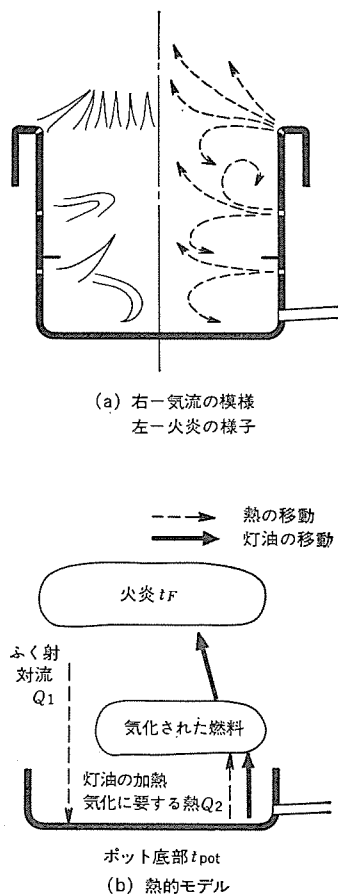 (a) 右－気流の模様
左－火炎の様子
熱の移動
灯油の移動
火炎 tF
ふく射
対流
Q1
気化された燃料
灯油の加熱
気化に要する熱Q2
ポット底部 tpot
(b) 熱的モデル